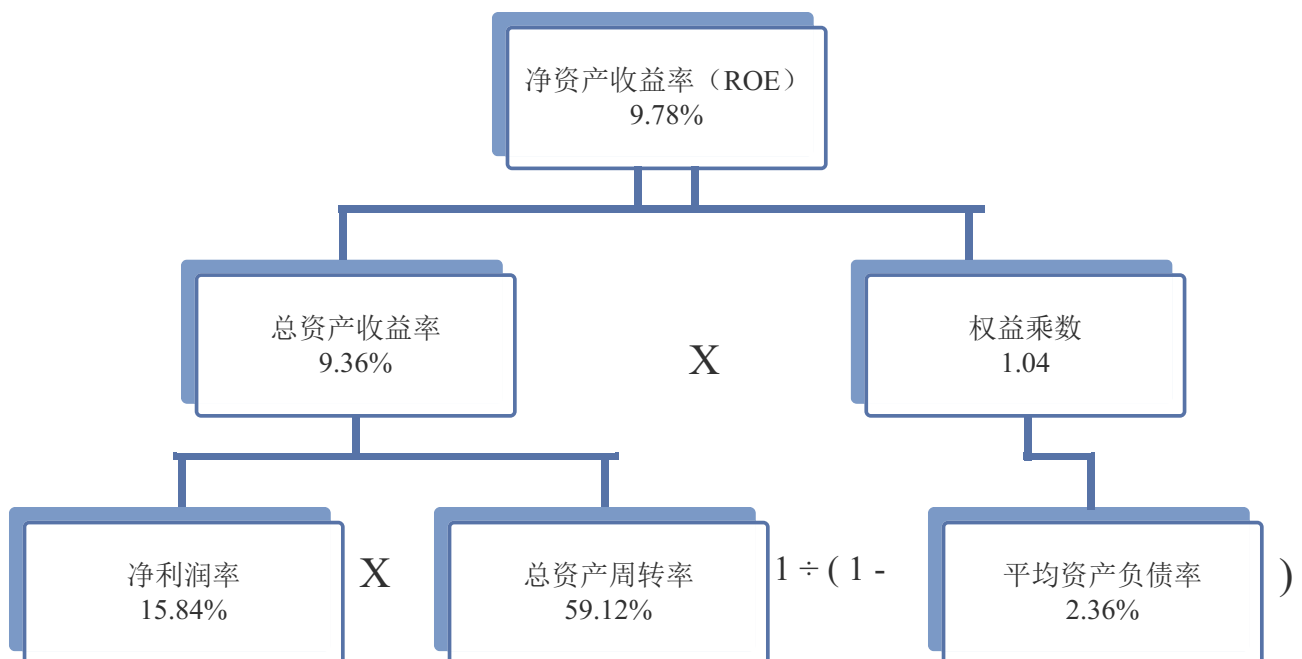 净资产收益率（ROE）
9.78%
总资产收益率
9.36%
X
权益乘数
1.04
净利润率
15.84%
X
总资产周转率
59.12%
1 ÷ ( 1 -
平均资产负债率
2.36%
)